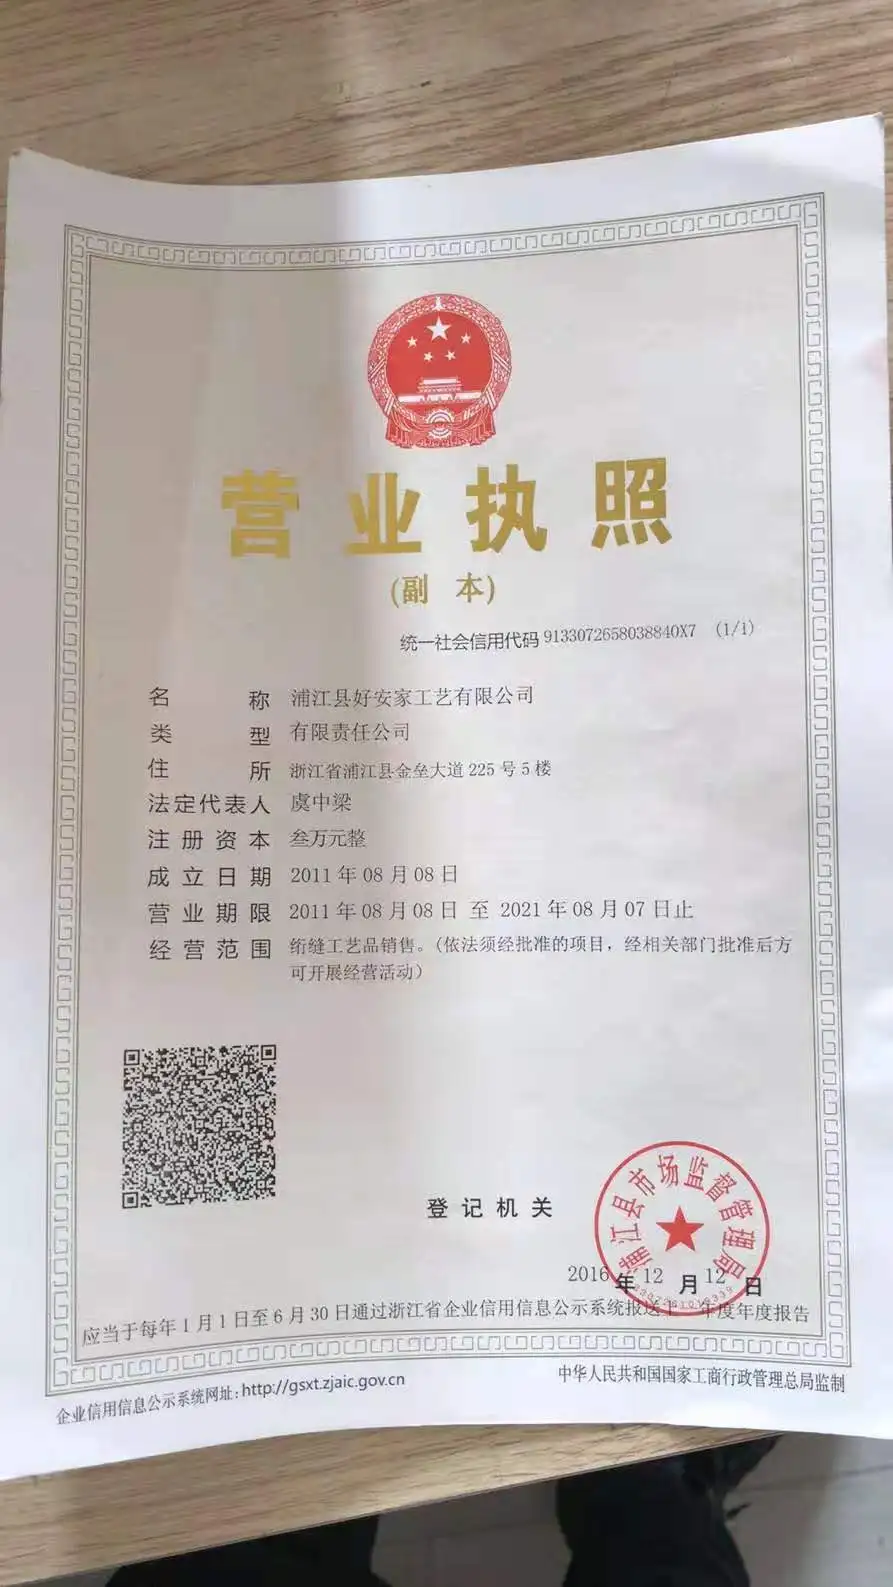 营业执照
(副 本)
统一社会信用代码 9133072658038840X7 (1/1)
名 称 浦江县好安家工艺有限公司
类 型 有限责任公司
住 所 浙江省浦江县金垒大道225号5楼
法定代表人 虞中梁
注册资本 叁万元整
成立日期 2011年08月08日
营业期限 2011年08月08日 至 2021年08月07日止
经营范围 绗缝工艺品销售。(依法须经批准的项目，经相关部门批准后方
可开展经营活动)
登记机关
浦江县市场监督管理局
2016年12月12日
应当于每年1月1日至6月30日通过浙江省企业信用信息公示系统报送上一年度年度报告
企业信用信息公示系统网址:http://gsxt.zjaic.gov.cn
中华人民共和国国家工商行政管理总局监制